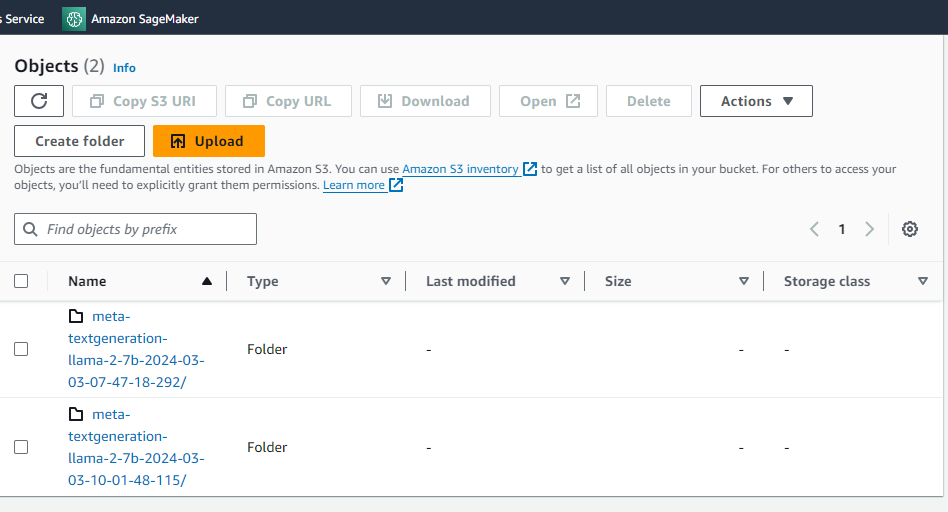 s Service Amazon SageMaker
Objects (2) Info
Copy S3 URI Copy URL Download Open Delete Actions
Create folder Upload
Objects are the fundamental entities stored in Amazon S3. You can use Amazon S3 inventory to get a list of all objects in your bucket. For others to access your
objects, you'll need to explicitly grant them permissions. Learn more
Find objects by prefix 1
Name Type Last modified Size Storage class
meta-
textgeneration-
llama-2-7b-2024-03-
03-07-47-18-292/
Folder - - -
meta-
textgeneration-
llama-2-7b-2024-03-
03-10-01-48-115/
Folder - - -